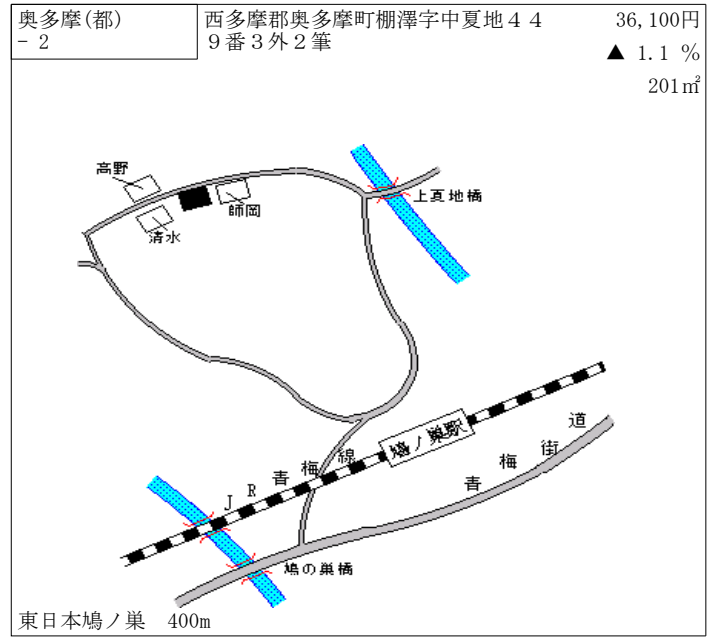 奥多摩(都)
－２
西多摩郡奥多摩町棚澤字中夏地４４
９番３外２筆
36,100円
▲ 1.1 %
201㎡
高野
師岡
清水
上夏地橋
鳩ノ巣駅
JR青梅線
青梅街道
鳩の巣橋
東日本鳩ノ巣　400m